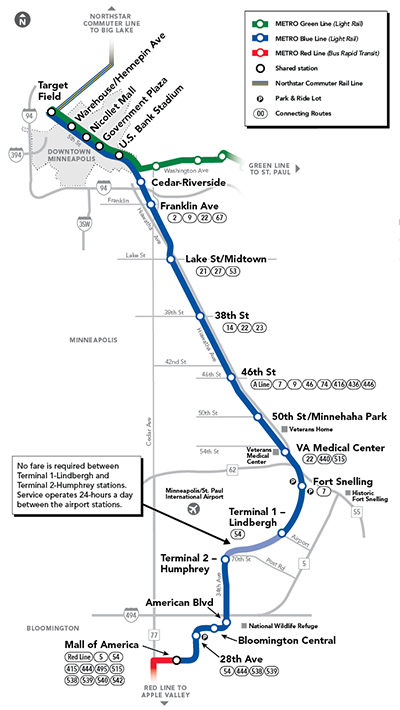 N
NORTHSTAR
COMMUTER LINE
TO BIG LAKE
METRO Green Line (Light Rail)
METRO Blue Line (Light Rail)
METRO Red Line (Bus Rapid Transit)
Shared station
Northstar Commuter Rail Line
P Park & Ride Lot
00 Connecting Routes
Target
Field
Warehouse/Hennepin Ave
Nicollet Mall
Government Plaza
U.S. Bank Stadium
5th St
94
394
DOWNTOWN
MINNEAPOLIS
Washington Ave
GREEN LINE
TO ST. PAUL
Cedar-Riverside
94
Franklin
Franklin Ave
2 9 22 67
35W
Hiawatha Ave
Lake St
Lake St/Midtown
21 27 53
38th St
38th St
14 22 23
Hiawatha Ave
MINNEAPOLIS
42nd St
46th St
46th St
A Line 7 9 46 74 416 436 446
50th St
50th St/Minnehaha Park
Veterans Home
Cedar Ave
54th St
Veterans
Medical
Center
VA Medical Center
22 440 515
62
No fare is required between
Terminal 1-Lindbergh and
Terminal 2-Humphrey stations.
Service operates 24-hours a day
between the airport stations.
P P
Fort Snelling
7
Historic
Fort Snelling
55
Minneapolis/St. Paul
International Airport
Terminal 1 –
Lindbergh
54
Airport
Terminal 2 –
Humphrey
70th St
Post Rd
5
34th Ave
American Blvd
494
BLOOMINGTON
National Wildlife Refuge
Bloomington Central
77
P
Mall of America
Red Line 5 54
415 444 495 515
538 539 540 542
28th Ave
54 444 538 539
RED LINE TO
APPLE VALLEY